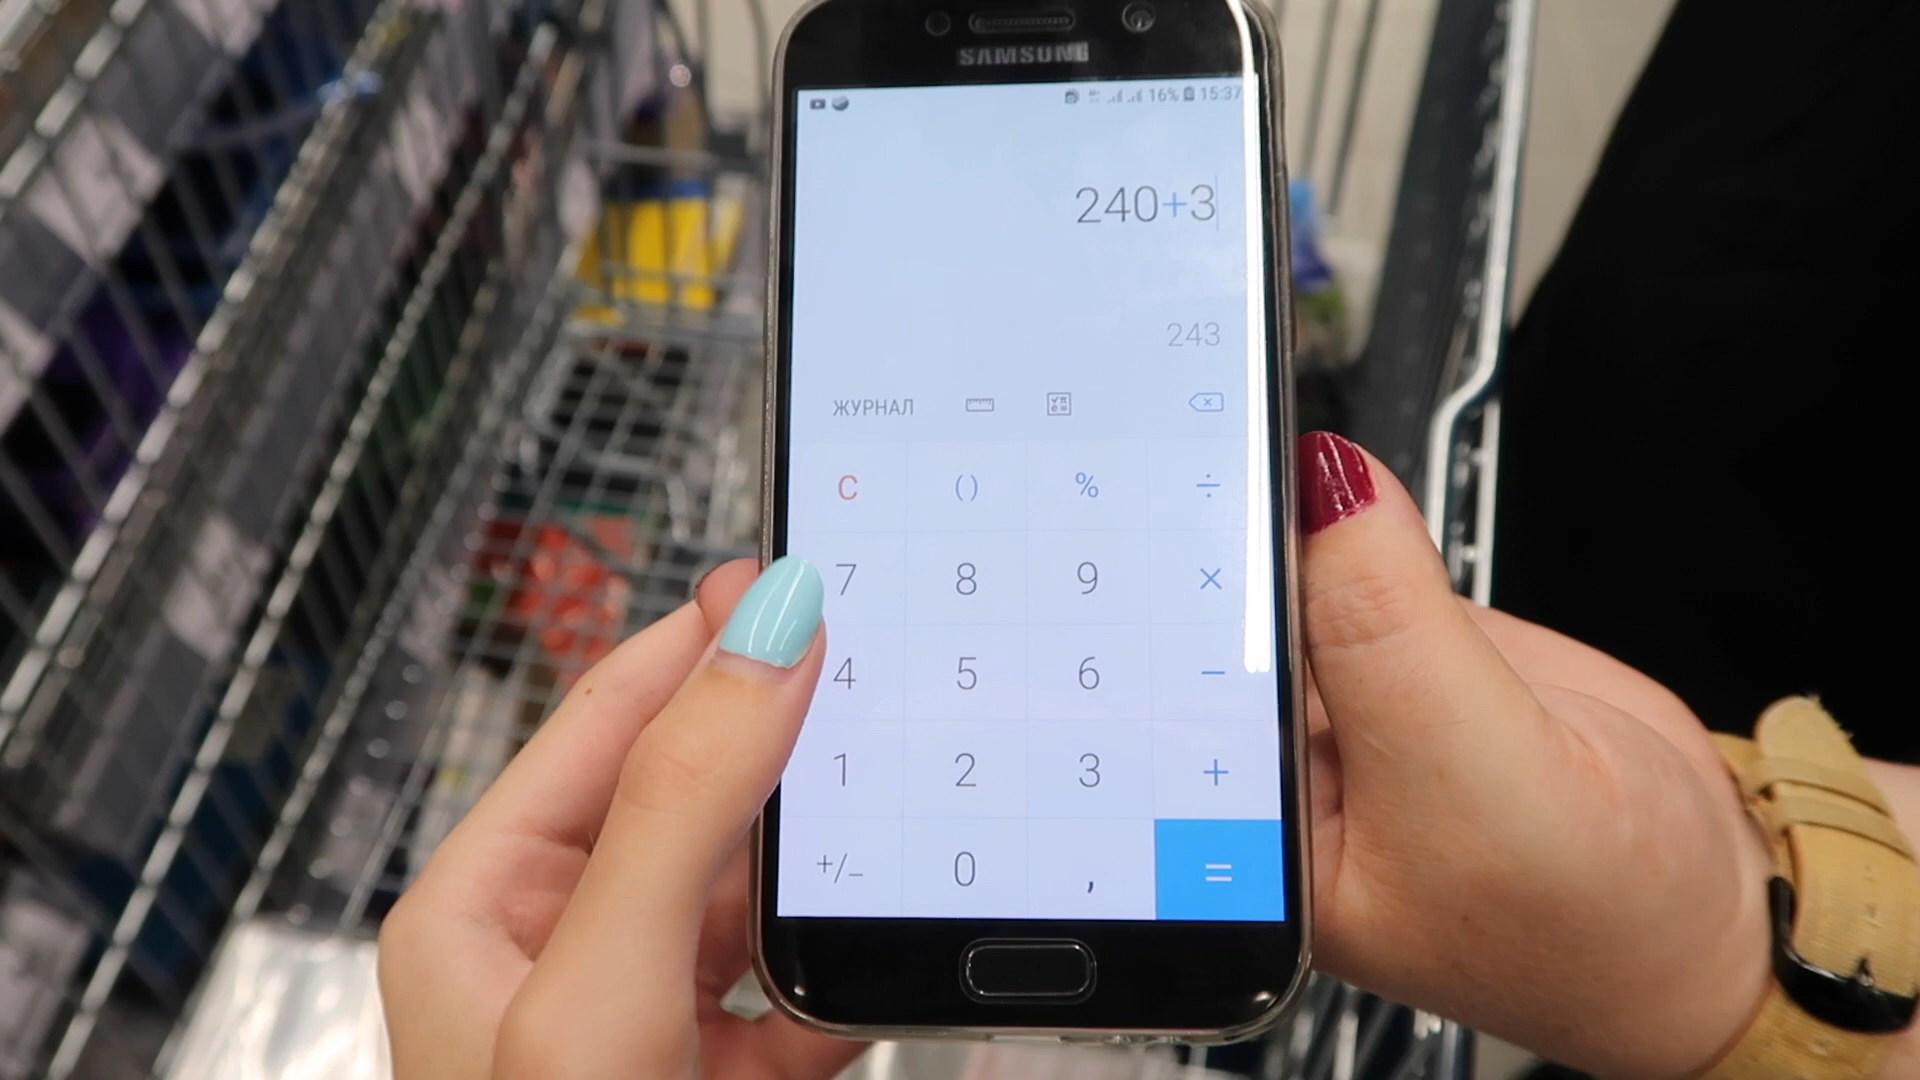 SAMSUNG
16% 15:37
240+3
243
ЖУРНАЛ
C () % ÷
7 8 9 ×
4 5 6 −
1 2 3 +
+/− 0 , =